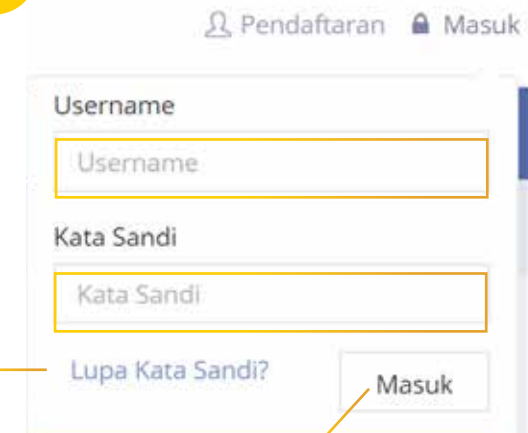 Pendaftaran Masuk
Username
Username
Kata Sandi
Kata Sandi
Lupa Kata Sandi? Masuk